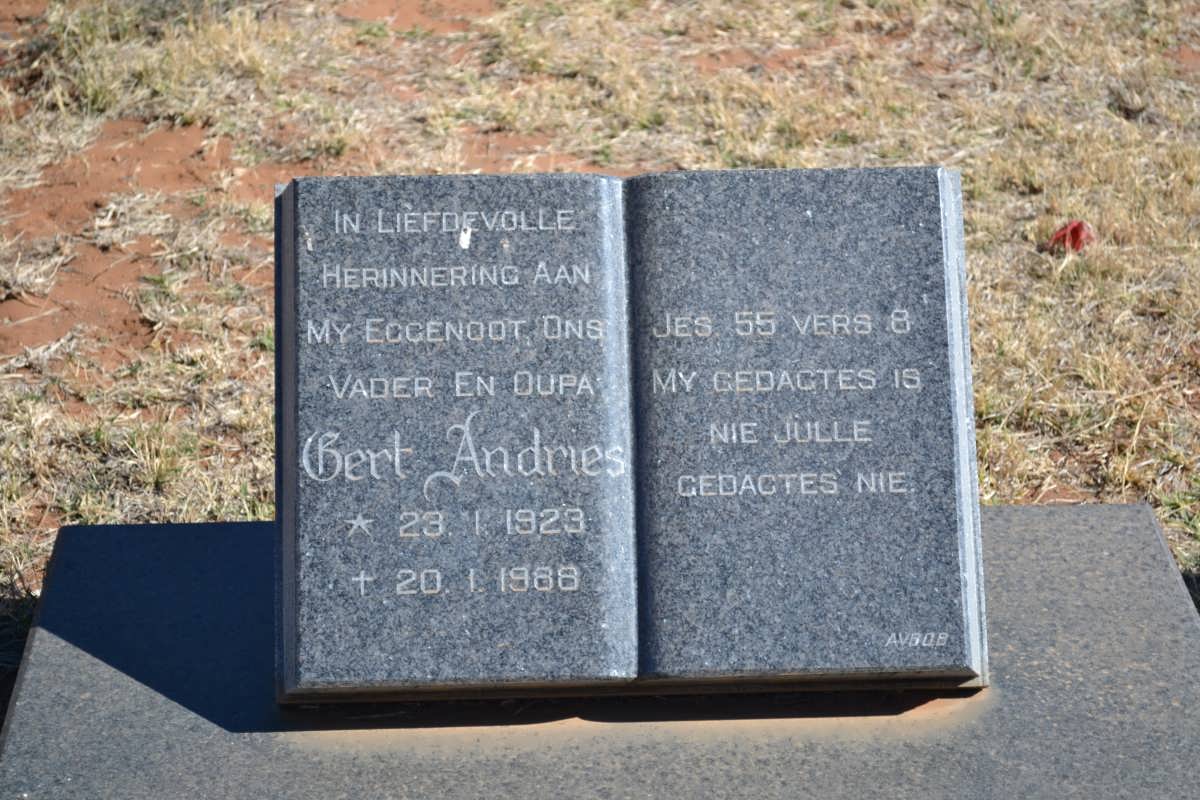 In Liefdevolle
Herinnering Aan
My Eggenoot, Ons
Vader En Oupa
Gert Andries
★ 23. 1. 1923
† 20. 1. 1988
Jes. 55 vers 8
My gedagtes is
nie julle
gedagtes nie.
AVBOB